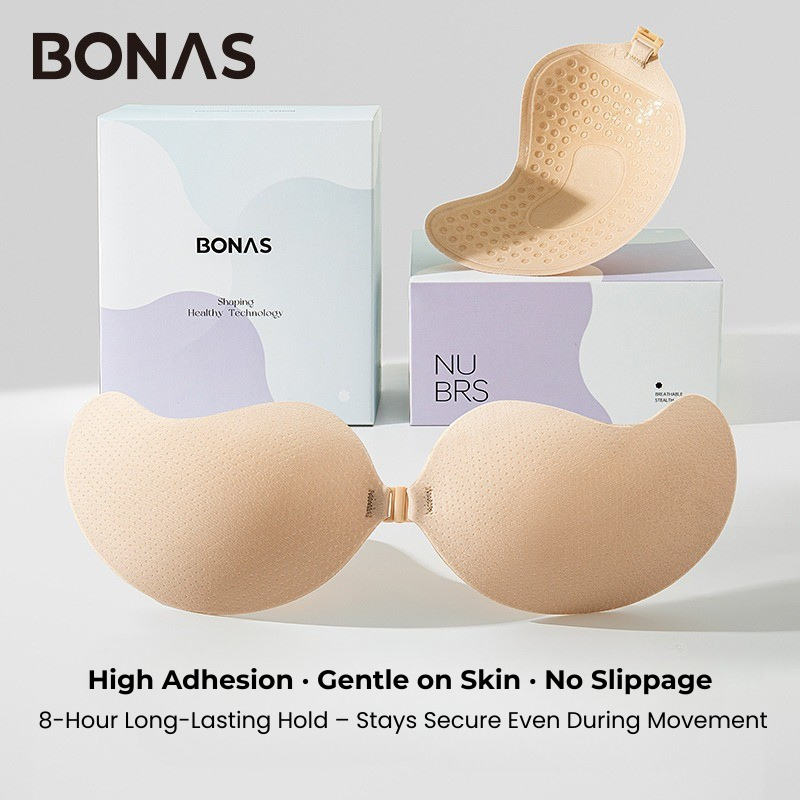 BONAS
BONAS
Shaping
Healthy Technology
NU
BRS
BREATHABLE
STEALTH
High Adhesion · Gentle on Skin · No Slippage
8-Hour Long-Lasting Hold – Stays Secure Even During Movement